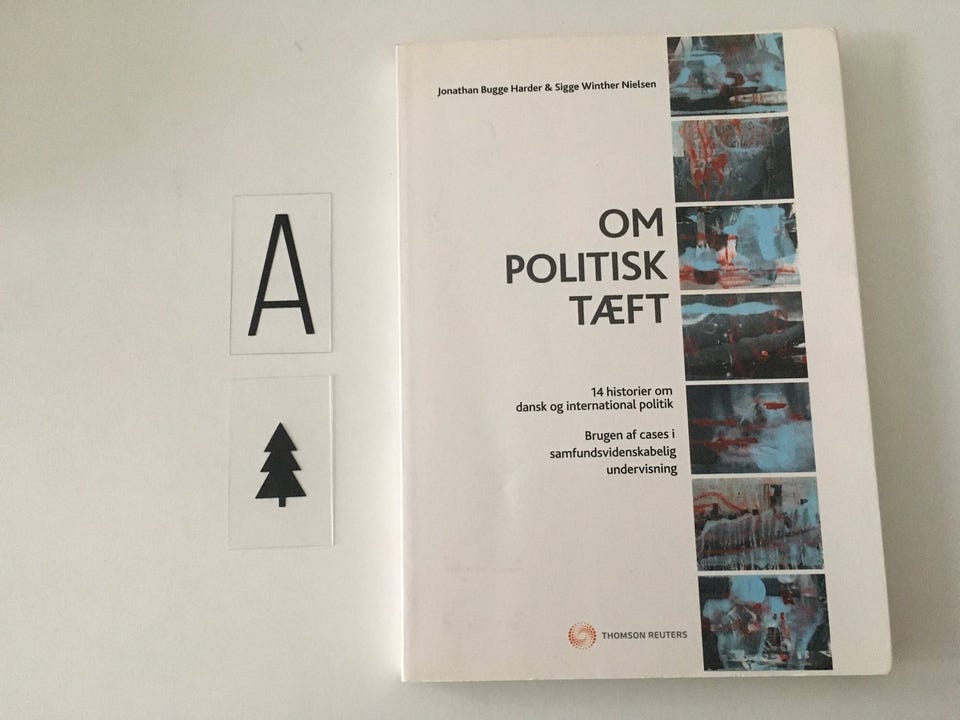 A
Jonathan Bugge Harder & Sigge Winther Nielsen
OM
POLITISK
TÆFT
14 historier om
dansk og international politik
Brugen af cases i
samfundsvidenskabelig
undervisning
THOMSON REUTERS